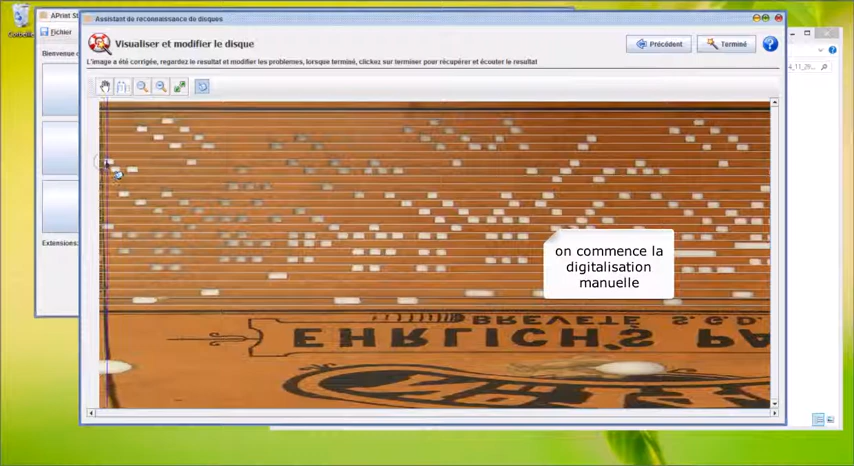 Assistant de reconnaissance de disques
APrint St
Fichier
Visualiser et modifier le disque
Précédent
Terminé
L'image a été corrigée, regardez le resultat et modifier les problèmes, lorsque terminé, clickez sur terminer pour récupérer et écouter le resultat
Bienvenue
on commence la
digitalisation
manuelle
Extensions:
BREVETÉ S.G.D.
EHRLICH'S PA